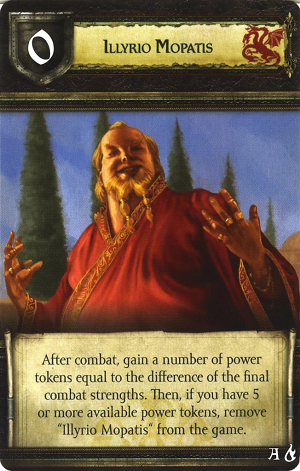 0
ILLYRIO MOPATIS
After combat, gain a number of power
tokens equal to the difference of the final
combat strengths. Then, if you have 5
or more available power tokens, remove
"Illyrio Mopatis" from the game.
A